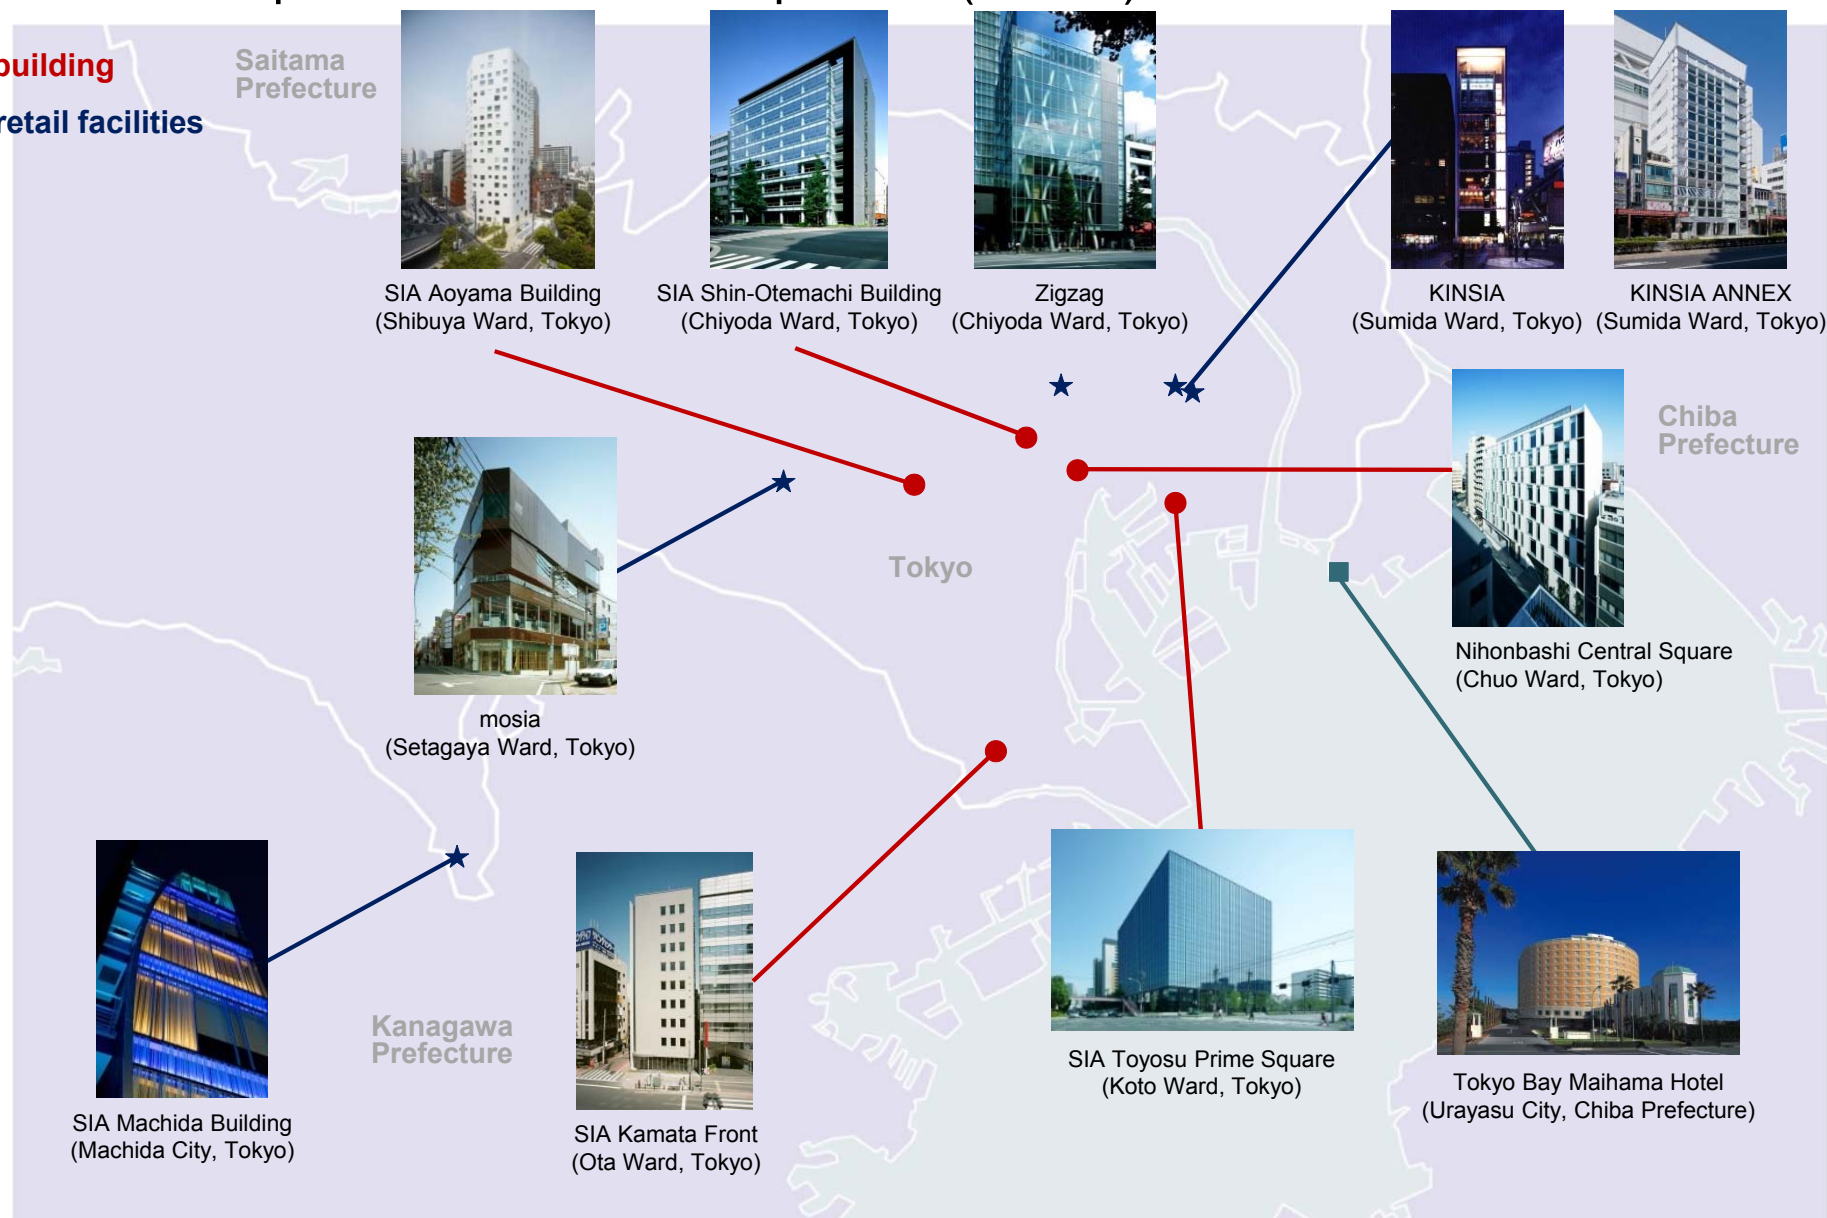 building
retail facilities
Saitama
Prefecture
SIA Aoyama Building
(Shibuya Ward, Tokyo)
SIA Shin-Otemachi Building
(Chiyoda Ward, Tokyo)
Zigzag
(Chiyoda Ward, Tokyo)
KINSIA
(Sumida Ward, Tokyo)
KINSIA ANNEX
(Sumida Ward, Tokyo)
Chiba
Prefecture
Tokyo
Nihonbashi Central Square
(Chuo Ward, Tokyo)
mosia
(Setagaya Ward, Tokyo)
Kanagawa
Prefecture
SIA Machida Building
(Machida City, Tokyo)
SIA Kamata Front
(Ota Ward, Tokyo)
SIA Toyosu Prime Square
(Koto Ward, Tokyo)
Tokyo Bay Maihama Hotel
(Urayasu City, Chiba Prefecture)